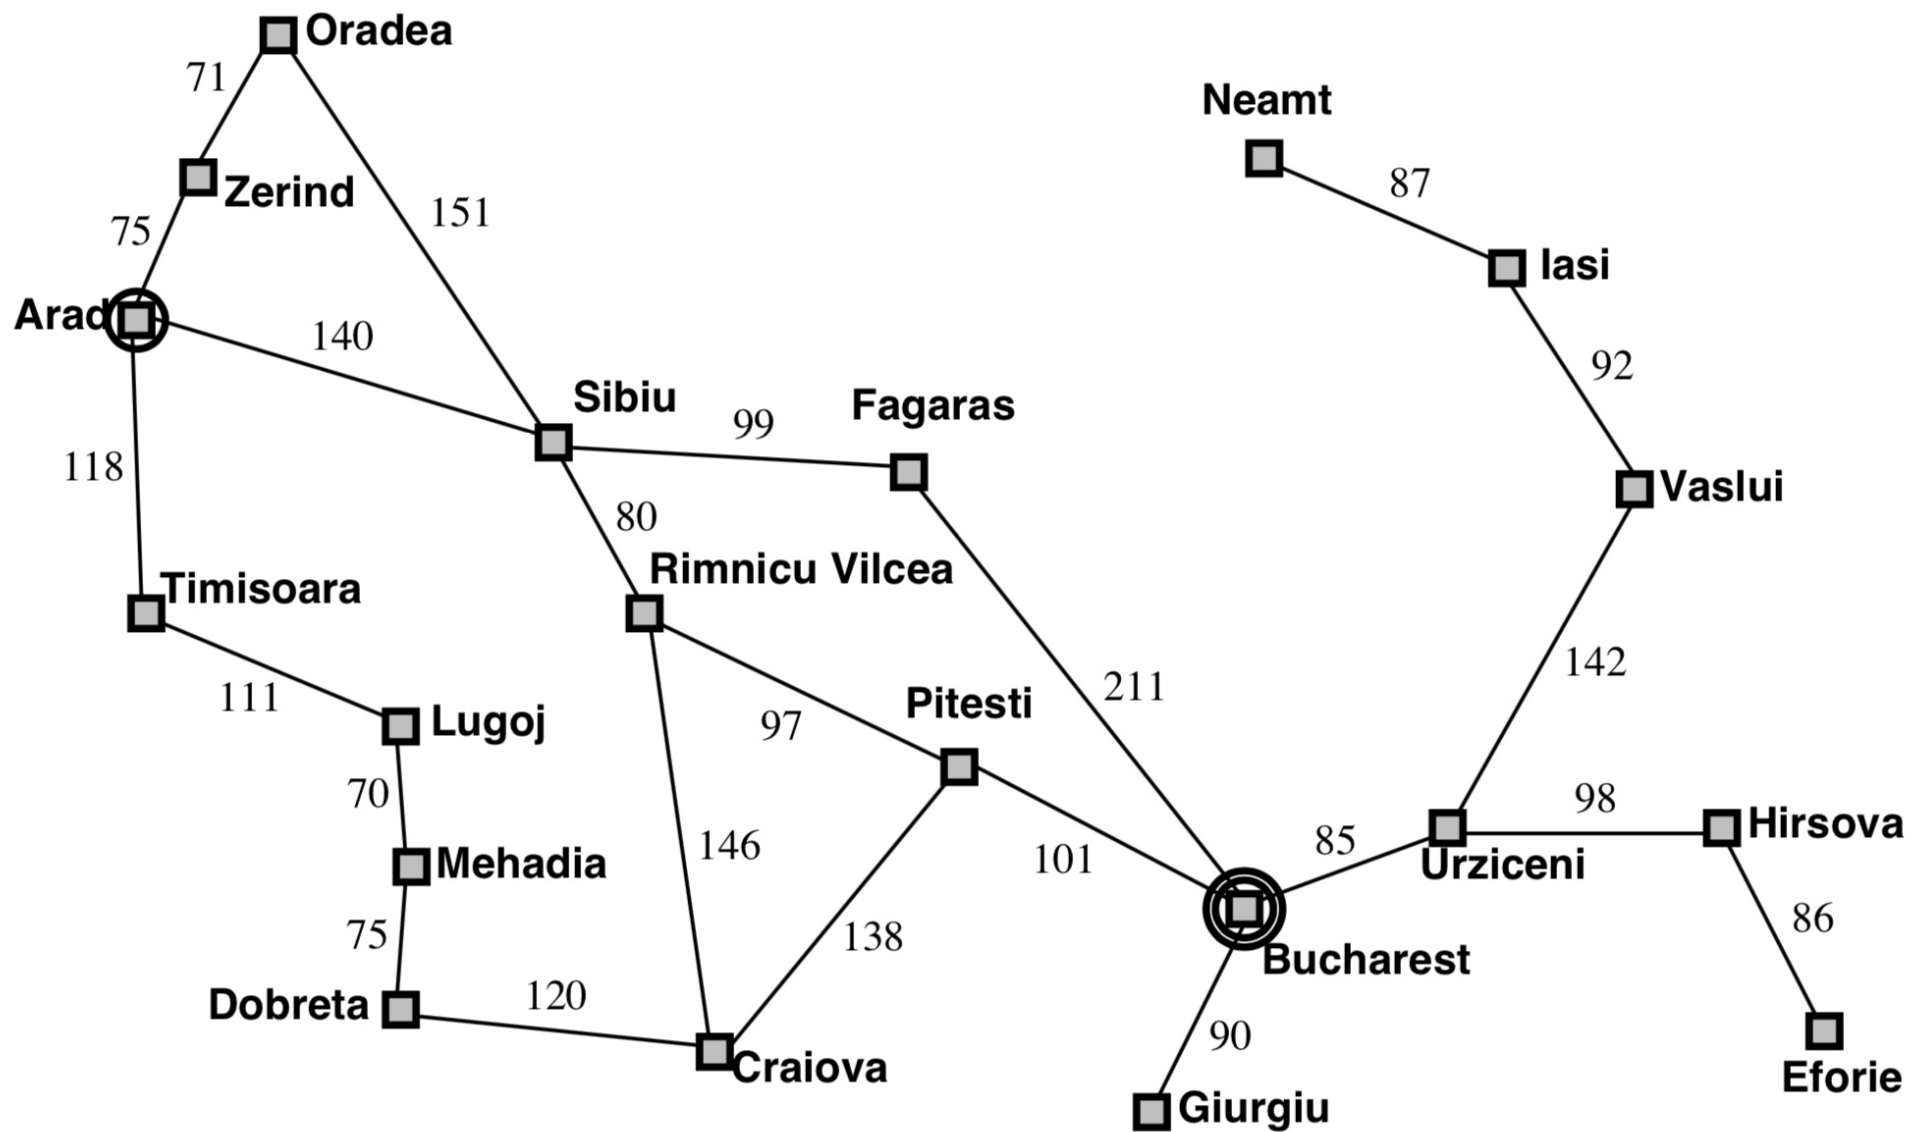 Oradea
71
Neamt
87
Zerind
151
75
Iasi
Arad
140
92
Sibiu
Fagaras
99
118
Vaslui
80
Rimnicu Vilcea
Timisoara
142
211
111
Lugoj
97
Pitesti
70
98
Hirsova
146
85
Urziceni
101
Mehadia
86
75
138
Bucharest
Dobreta
120
90
Craiova
Eforie
Giurgiu